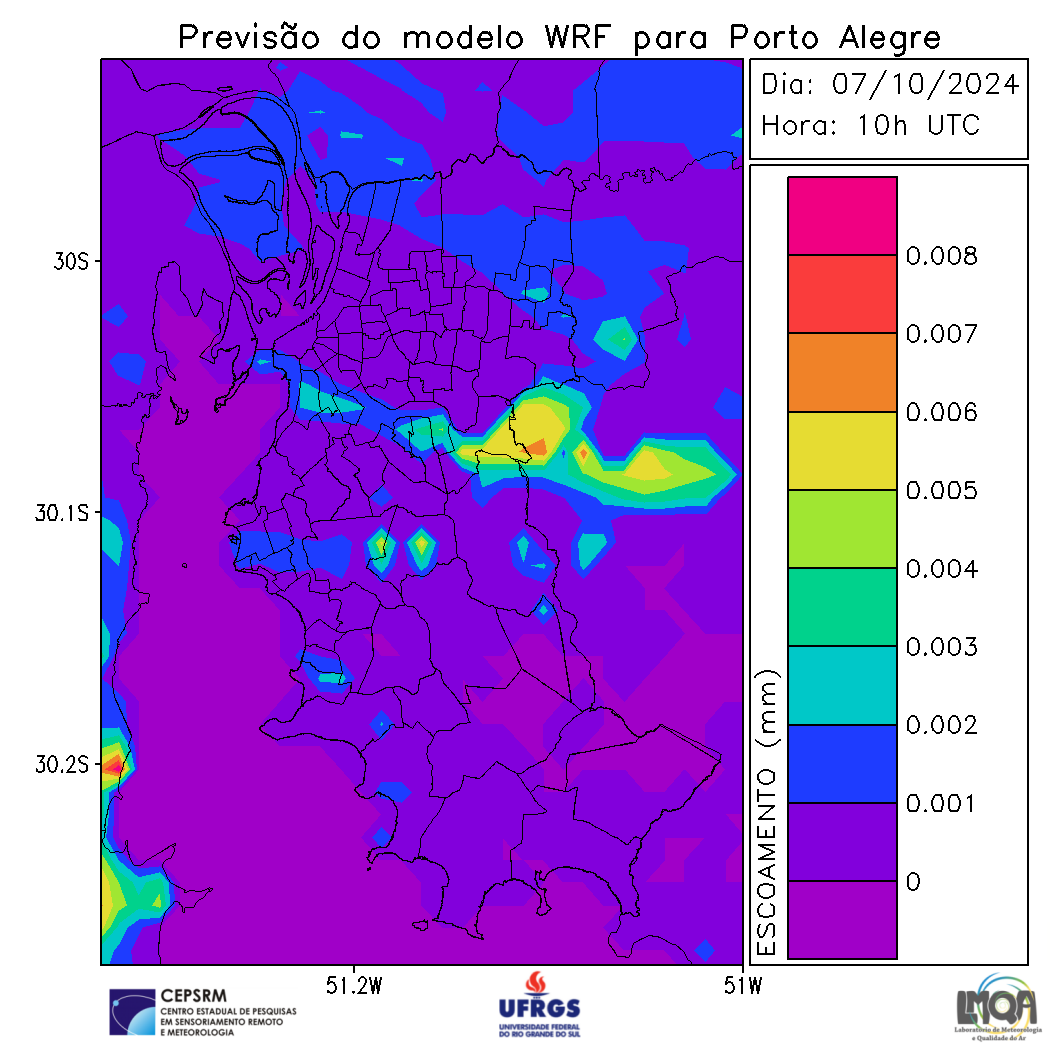 Previsão do modelo WRF para Porto Alegre
Dia: 07/10/2024
Hora: 10h UTC
30S
30.1S
30.2S
51.2W
51W
ESCOAMENTO (mm)
0.008
0.007
0.006
0.005
0.004
0.003
0.002
0.001
0
CEPSRM
CENTRO ESTADUAL DE PESQUISAS
EM SENSORIAMENTO REMOTO
E METEOROLOGIA
UFRGS
UNIVERSIDADE FEDERAL
DO RIO GRANDE DO SUL
LMQA
Laboratório de Meteorologia
e Qualidade do Ar